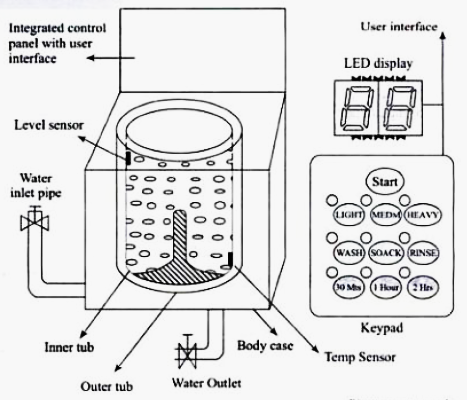 Integrated control
panel with user
interface
User interface
LED display
88
Level sensor
Water
inlet pipe
Start
LIGHT MEDM HEAVY
WASH SOACK RINSE
30 Mts 1 Hour 2 Hrs
Keypad
Inner tub
Body case
Temp Sensor
Outer tub
Water Outlet